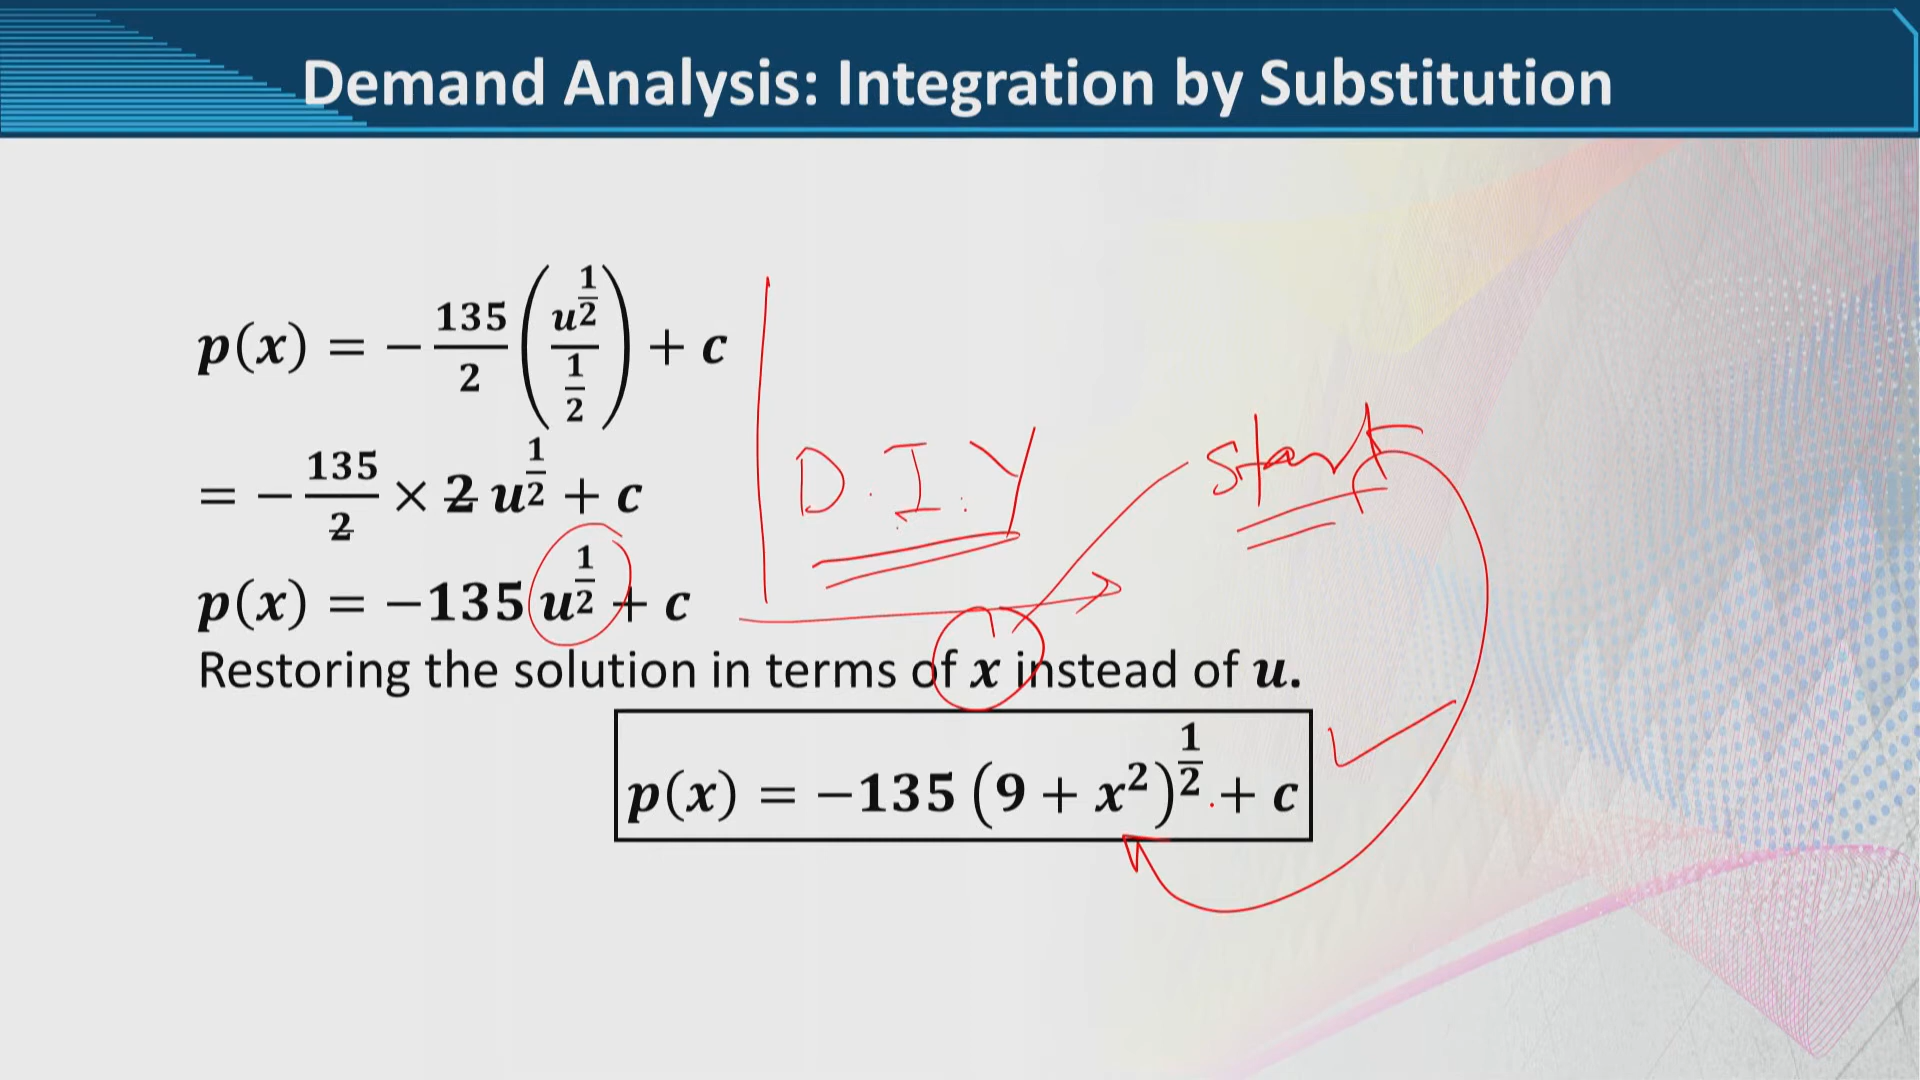 Demand Analysis: Integration by Substitution
p(x) = −135/2 (u^(1/2) / (1/2)) + c
= −135/2 × 2 u^(1/2) + c
p(x) = −135 u^(1/2) + c
D.I.Y
start
Restoring the solution in terms of x instead of u.
p(x) = −135 (9 + x²)^(1/2) + c